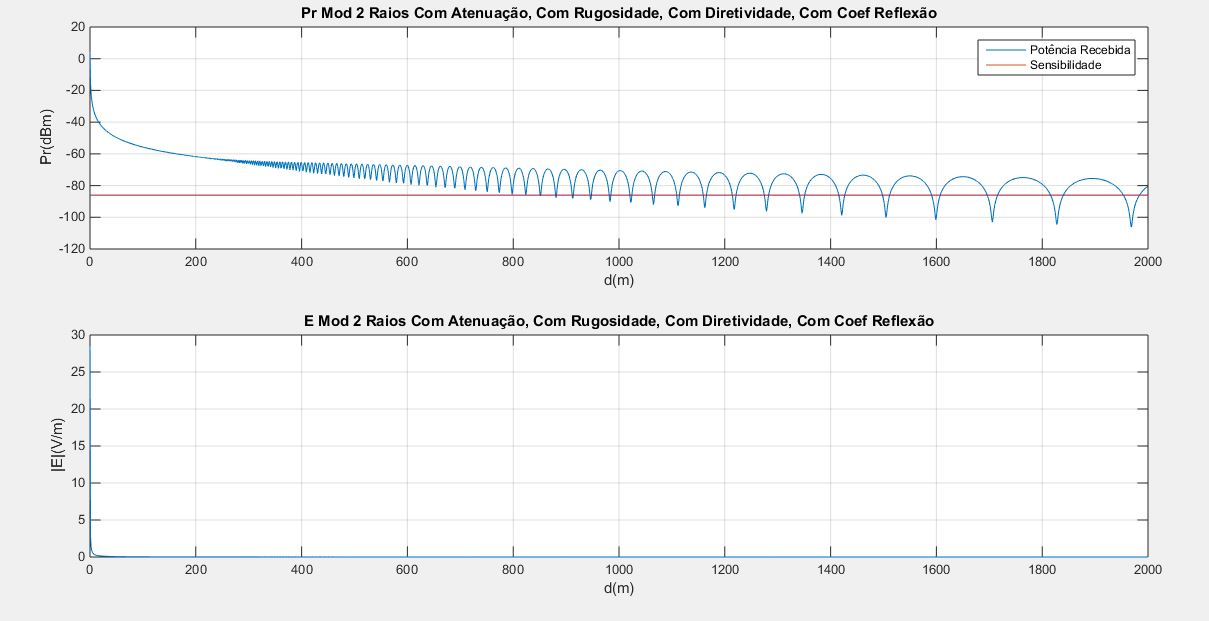 Pr Mod 2 Raios Com Atenuação, Com Rugosidade, Com Diretividade, Com Coef Reflexão
20
0
-20
-40
-60
-80
-100
-120
Pr(dBm)
Potência Recebida
Sensibilidade
0 200 400 600 800 1000 1200 1400 1600 1800 2000
d(m)
E Mod 2 Raios Com Atenuação, Com Rugosidade, Com Diretividade, Com Coef Reflexão
30
25
20
15
10
5
0
|E|(V/m)
0 200 400 600 800 1000 1200 1400 1600 1800 2000
d(m)